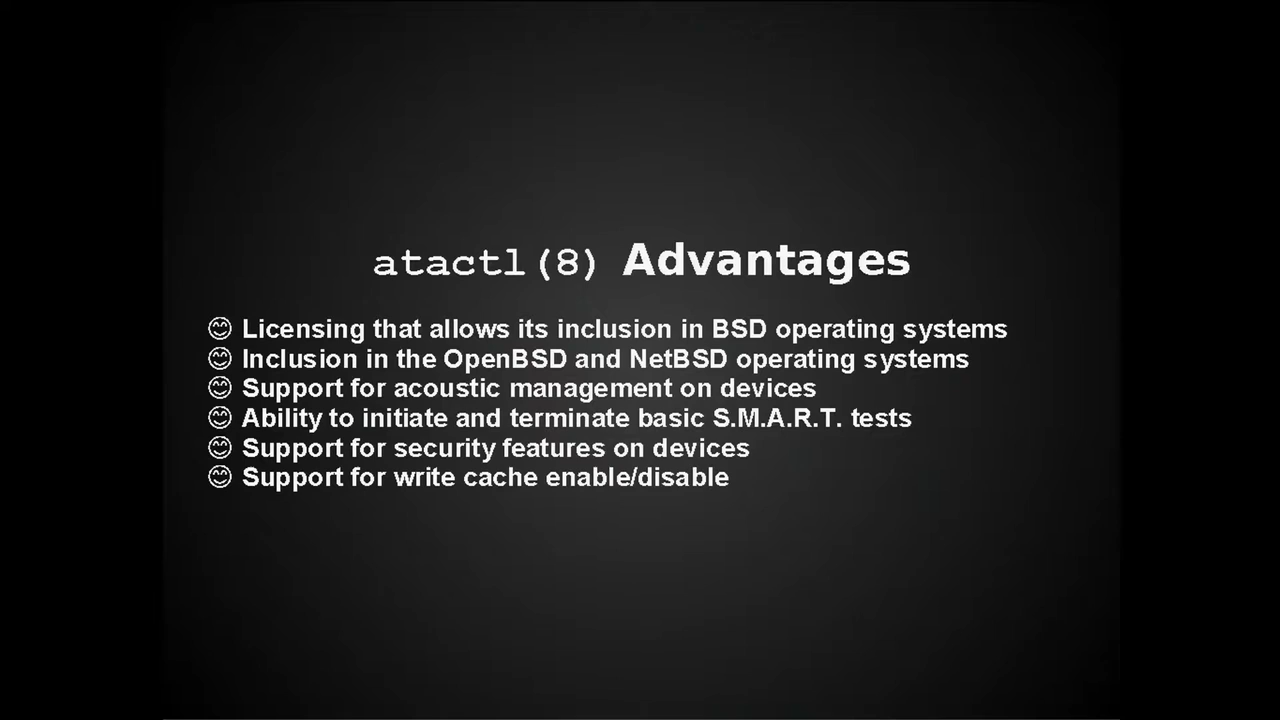 atactl(8) Advantages
😊 Licensing that allows its inclusion in BSD operating systems
😊 Inclusion in the OpenBSD and NetBSD operating systems
😊 Support for acoustic management on devices
😊 Ability to initiate and terminate basic S.M.A.R.T. tests
😊 Support for security features on devices
😊 Support for write cache enable/disable